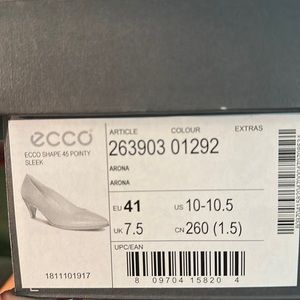 ecco
ECCO SHAPE 45 POINTY
SLEEK
ARTICLE COLOUR EXTRAS
263903 01292
ARONA
ARONA
EU 41 US 10-10.5
UK 7.5 CN 260 (1.5)
UPC/EAN
8 09704 15820 4
1811101917